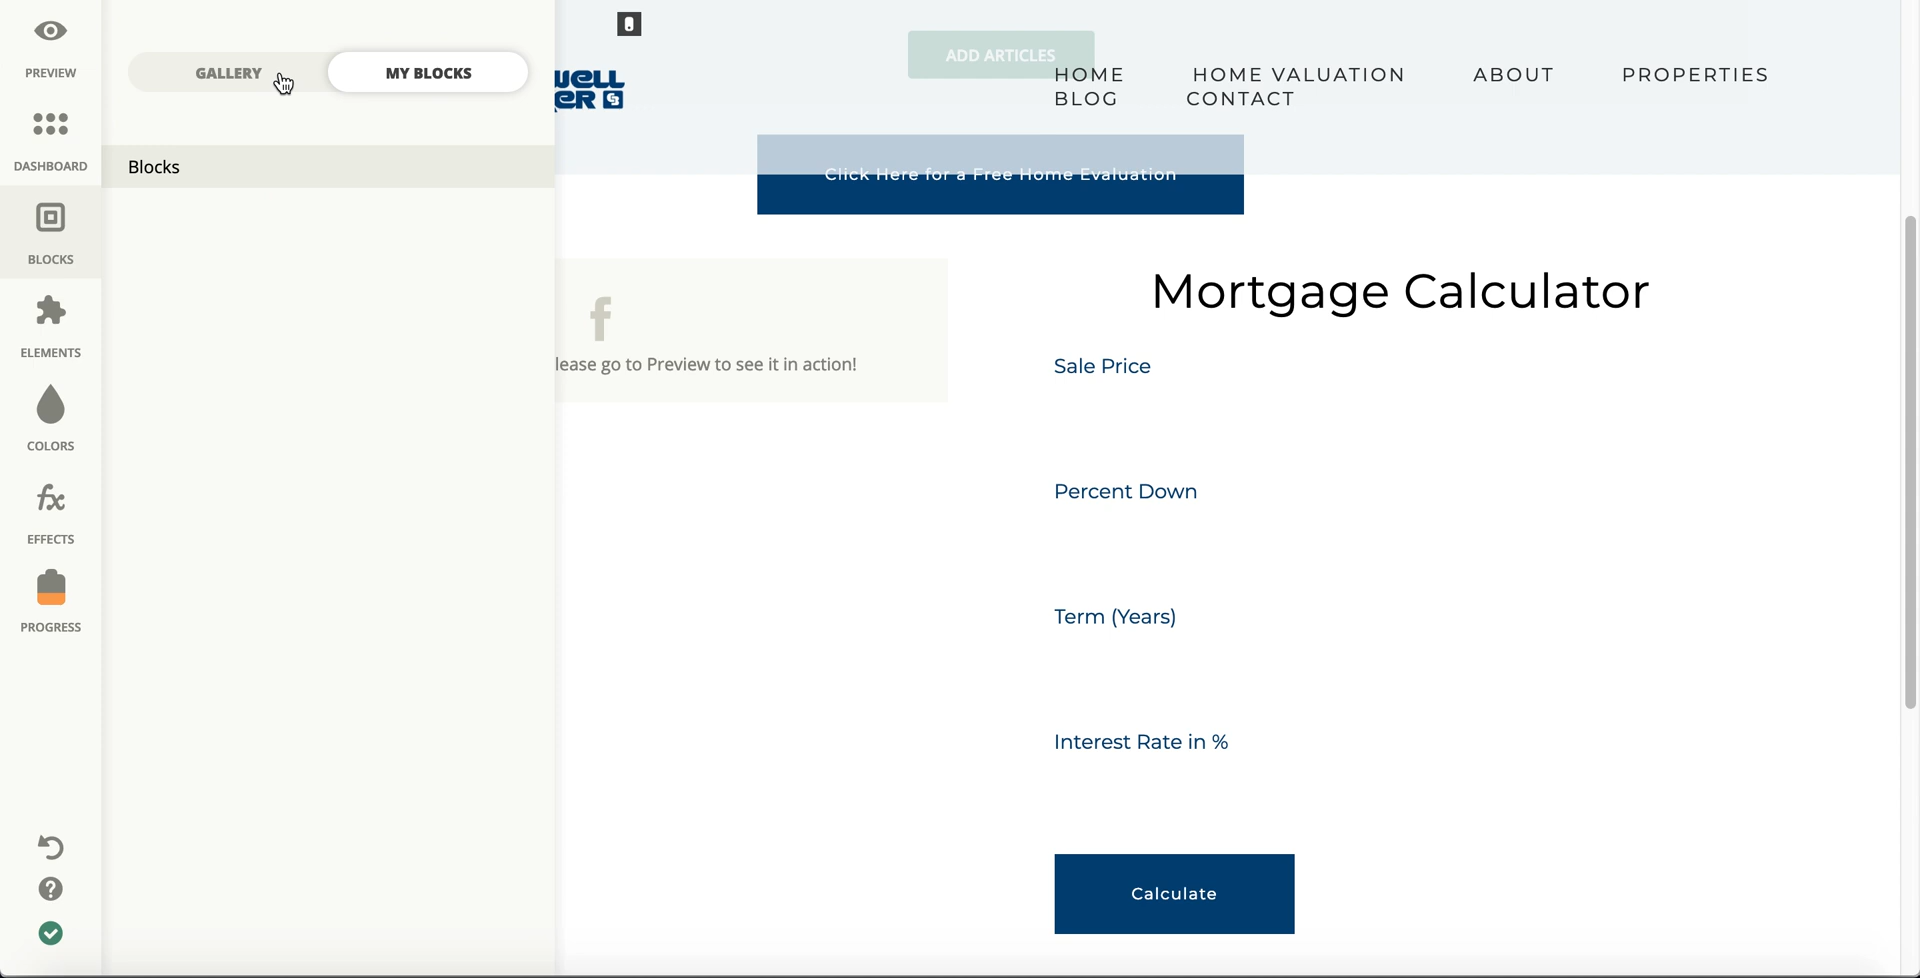 PREVIEW
DASHBOARD
BLOCKS
ELEMENTS
COLORS
EFFECTS
PROGRESS
GALLERY
MY BLOCKS
Blocks
ADD ARTICLES
HOME HOME VALUATION ABOUT PROPERTIES
BLOG CONTACT
Click Here for a Free Home Evaluation
lease go to Preview to see it in action!
Mortgage Calculator
Sale Price
Percent Down
Term (Years)
Interest Rate in %
Calculate